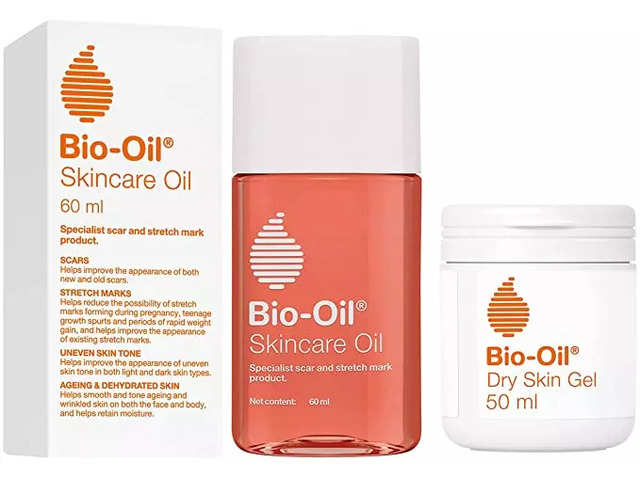 Bio-Oil®
Skincare Oil
60 ml
Specialist scar and stretch mark
product.
SCARS
Helps improve the appearance of both
new and old scars.
STRETCH MARKS
Helps reduce the possibility of stretch
marks forming during pregnancy, teenage
growth spurts and periods of rapid weight
gain, and helps improve the appearance
of existing stretch marks.
UNEVEN SKIN TONE
Helps improve the appearance of uneven
skin tone in both light and dark skin types.
AGEING & DEHYDRATED SKIN
Helps smooth and tone ageing and
wrinkled skin on both the face and body,
and helps retain moisture.
Bio-Oil®
Skincare Oil
Specialist scar and stretch mark
product.
Net content: 60 ml
Bio-Oil®
Dry Skin Gel
50 ml